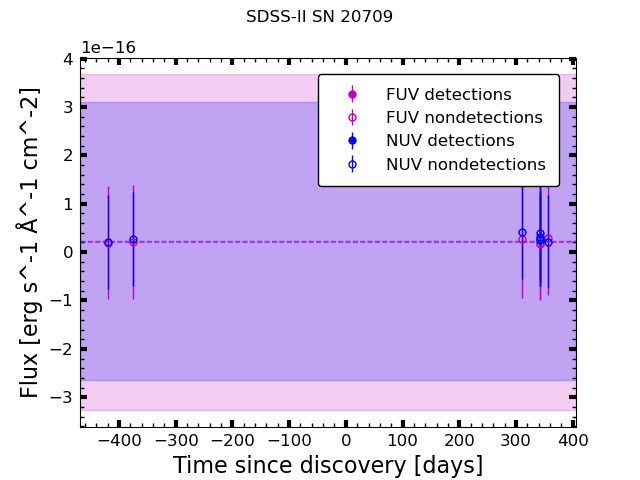 SDSS-II SN 20709
1e−16
4
3
2
1
0
−1
−2
−3
Flux [erg s^-1 Å^-1 cm^-2]
FUV detections
FUV nondetections
NUV detections
NUV nondetections
−400 −300 −200 −100 0 100 200 300 400
Time since discovery [days]